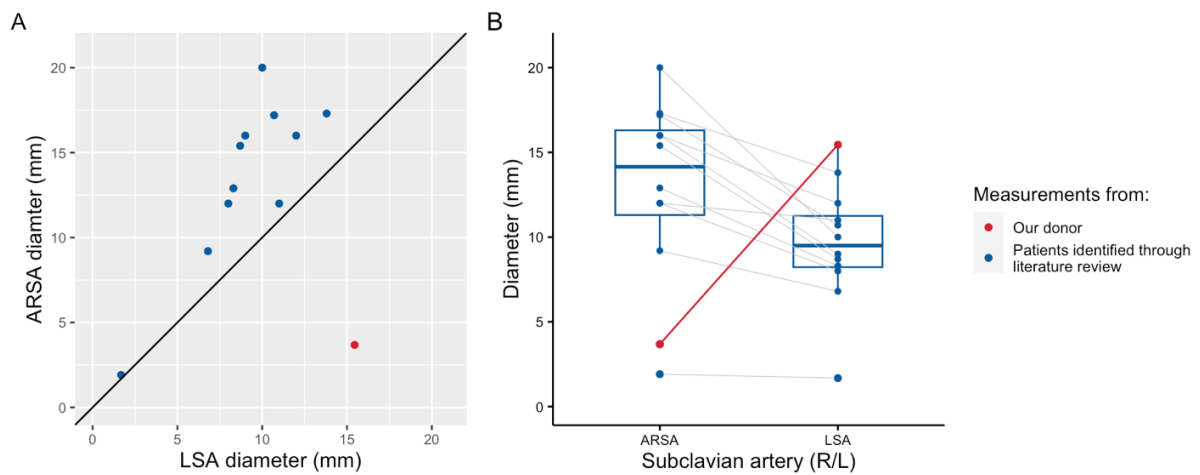 A
ARSA diamter (mm)
20
15
10
5
0
0 5 10 15 20
LSA diameter (mm)
B
Diameter (mm)
20
15
10
5
0
ARSA LSA
Subclavian artery (R/L)
Measurements from:
Our donor
Patients identified through
literature review